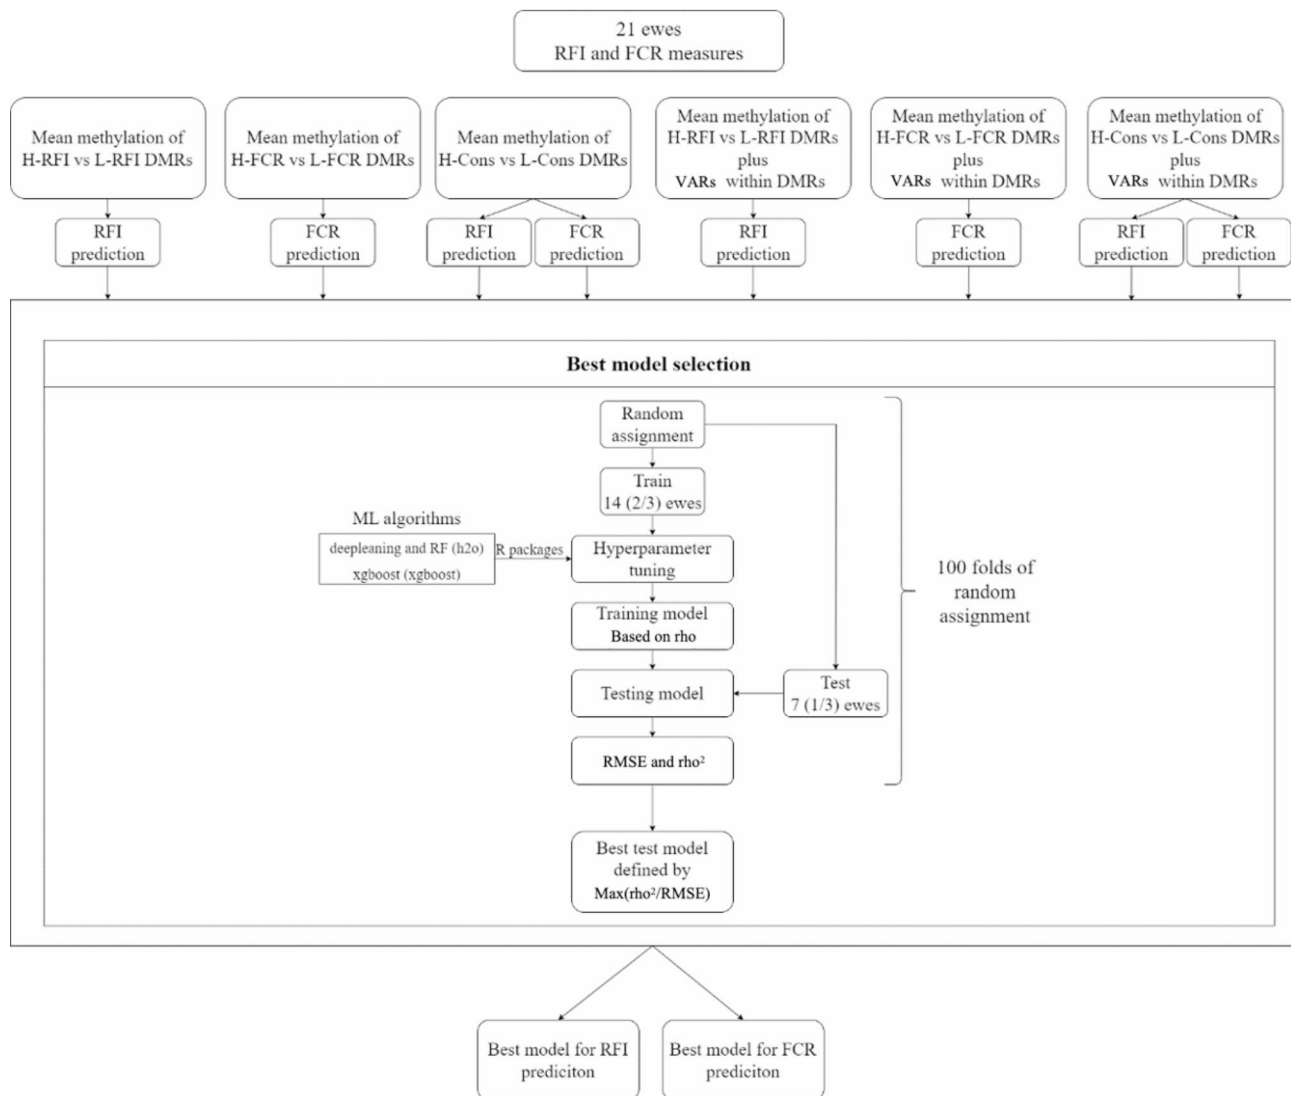 21 ewes
RFI and FCR measures
Mean methylation of
H-RFI vs L-RFI DMRs
Mean methylation of
H-FCR vs L-FCR DMRs
Mean methylation of
H-Cons vs L-Cons DMRs
Mean methylation of
H-RFI vs L-RFI DMRs
plus
VARs within DMRs
Mean methylation of
H-FCR vs L-FCR DMRs
plus
VARs within DMRs
Mean methylation of
H-Cons vs L-Cons DMRs
plus
VARs within DMRs
RFI
prediction
FCR
prediction
RFI
prediction
FCR
prediction
RFI
prediction
FCR
prediction
RFI
prediction
FCR
prediction
Best model selection
Random
assignment
Train
14 (2/3) ewes
ML algorithms
deepleaning and RF (h2o)
xgboost (xgboost)
R packages
Hyperparameter
tuning
Training model
Based on rho
Testing model
Test
7 (1/3) ewes
RMSE and rho²
100 folds of
random
assignment
Best test model
defined by
Max(rho²/RMSE)
Best model for RFI
prediciton
Best model for FCR
prediciton